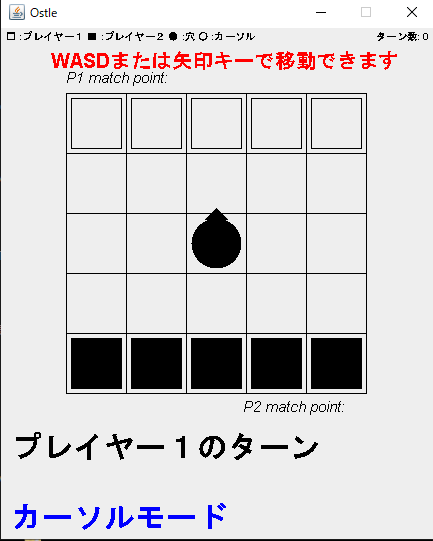 Ostle
□:プレイヤー1 ■:プレイヤー2 ●:穴 ○:カーソル ターン数:0
WASDまたは矢印キーで移動できます
P1 match point:
P2 match point:
プレイヤー1のターン
カーソルモード